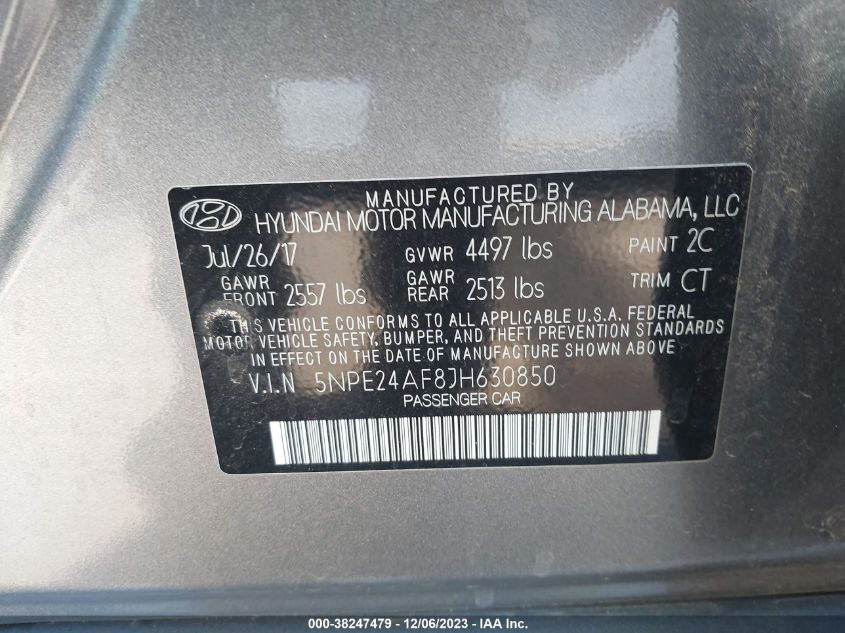 MANUFACTURED BY
HYUNDAI MOTOR MANUFACTURING ALABAMA, LLC
Jul/26/17 GVWR 4497 lbs PAINT 2C
GAWR FRONT 2557 lbs GAWR REAR 2513 lbs TRIM CT
THIS VEHICLE CONFORMS TO ALL APPLICABLE U.S.A. FEDERAL
MOTOR VEHICLE SAFETY, BUMPER, AND THEFT PREVENTION STANDARDS
IN EFFECT ON THE DATE OF MANUFACTURE SHOWN ABOVE.
V.I.N 5NPE24AF8JH630850
PASSENGER CAR
000-38247479 - 12/06/2023 - IAAI.COM